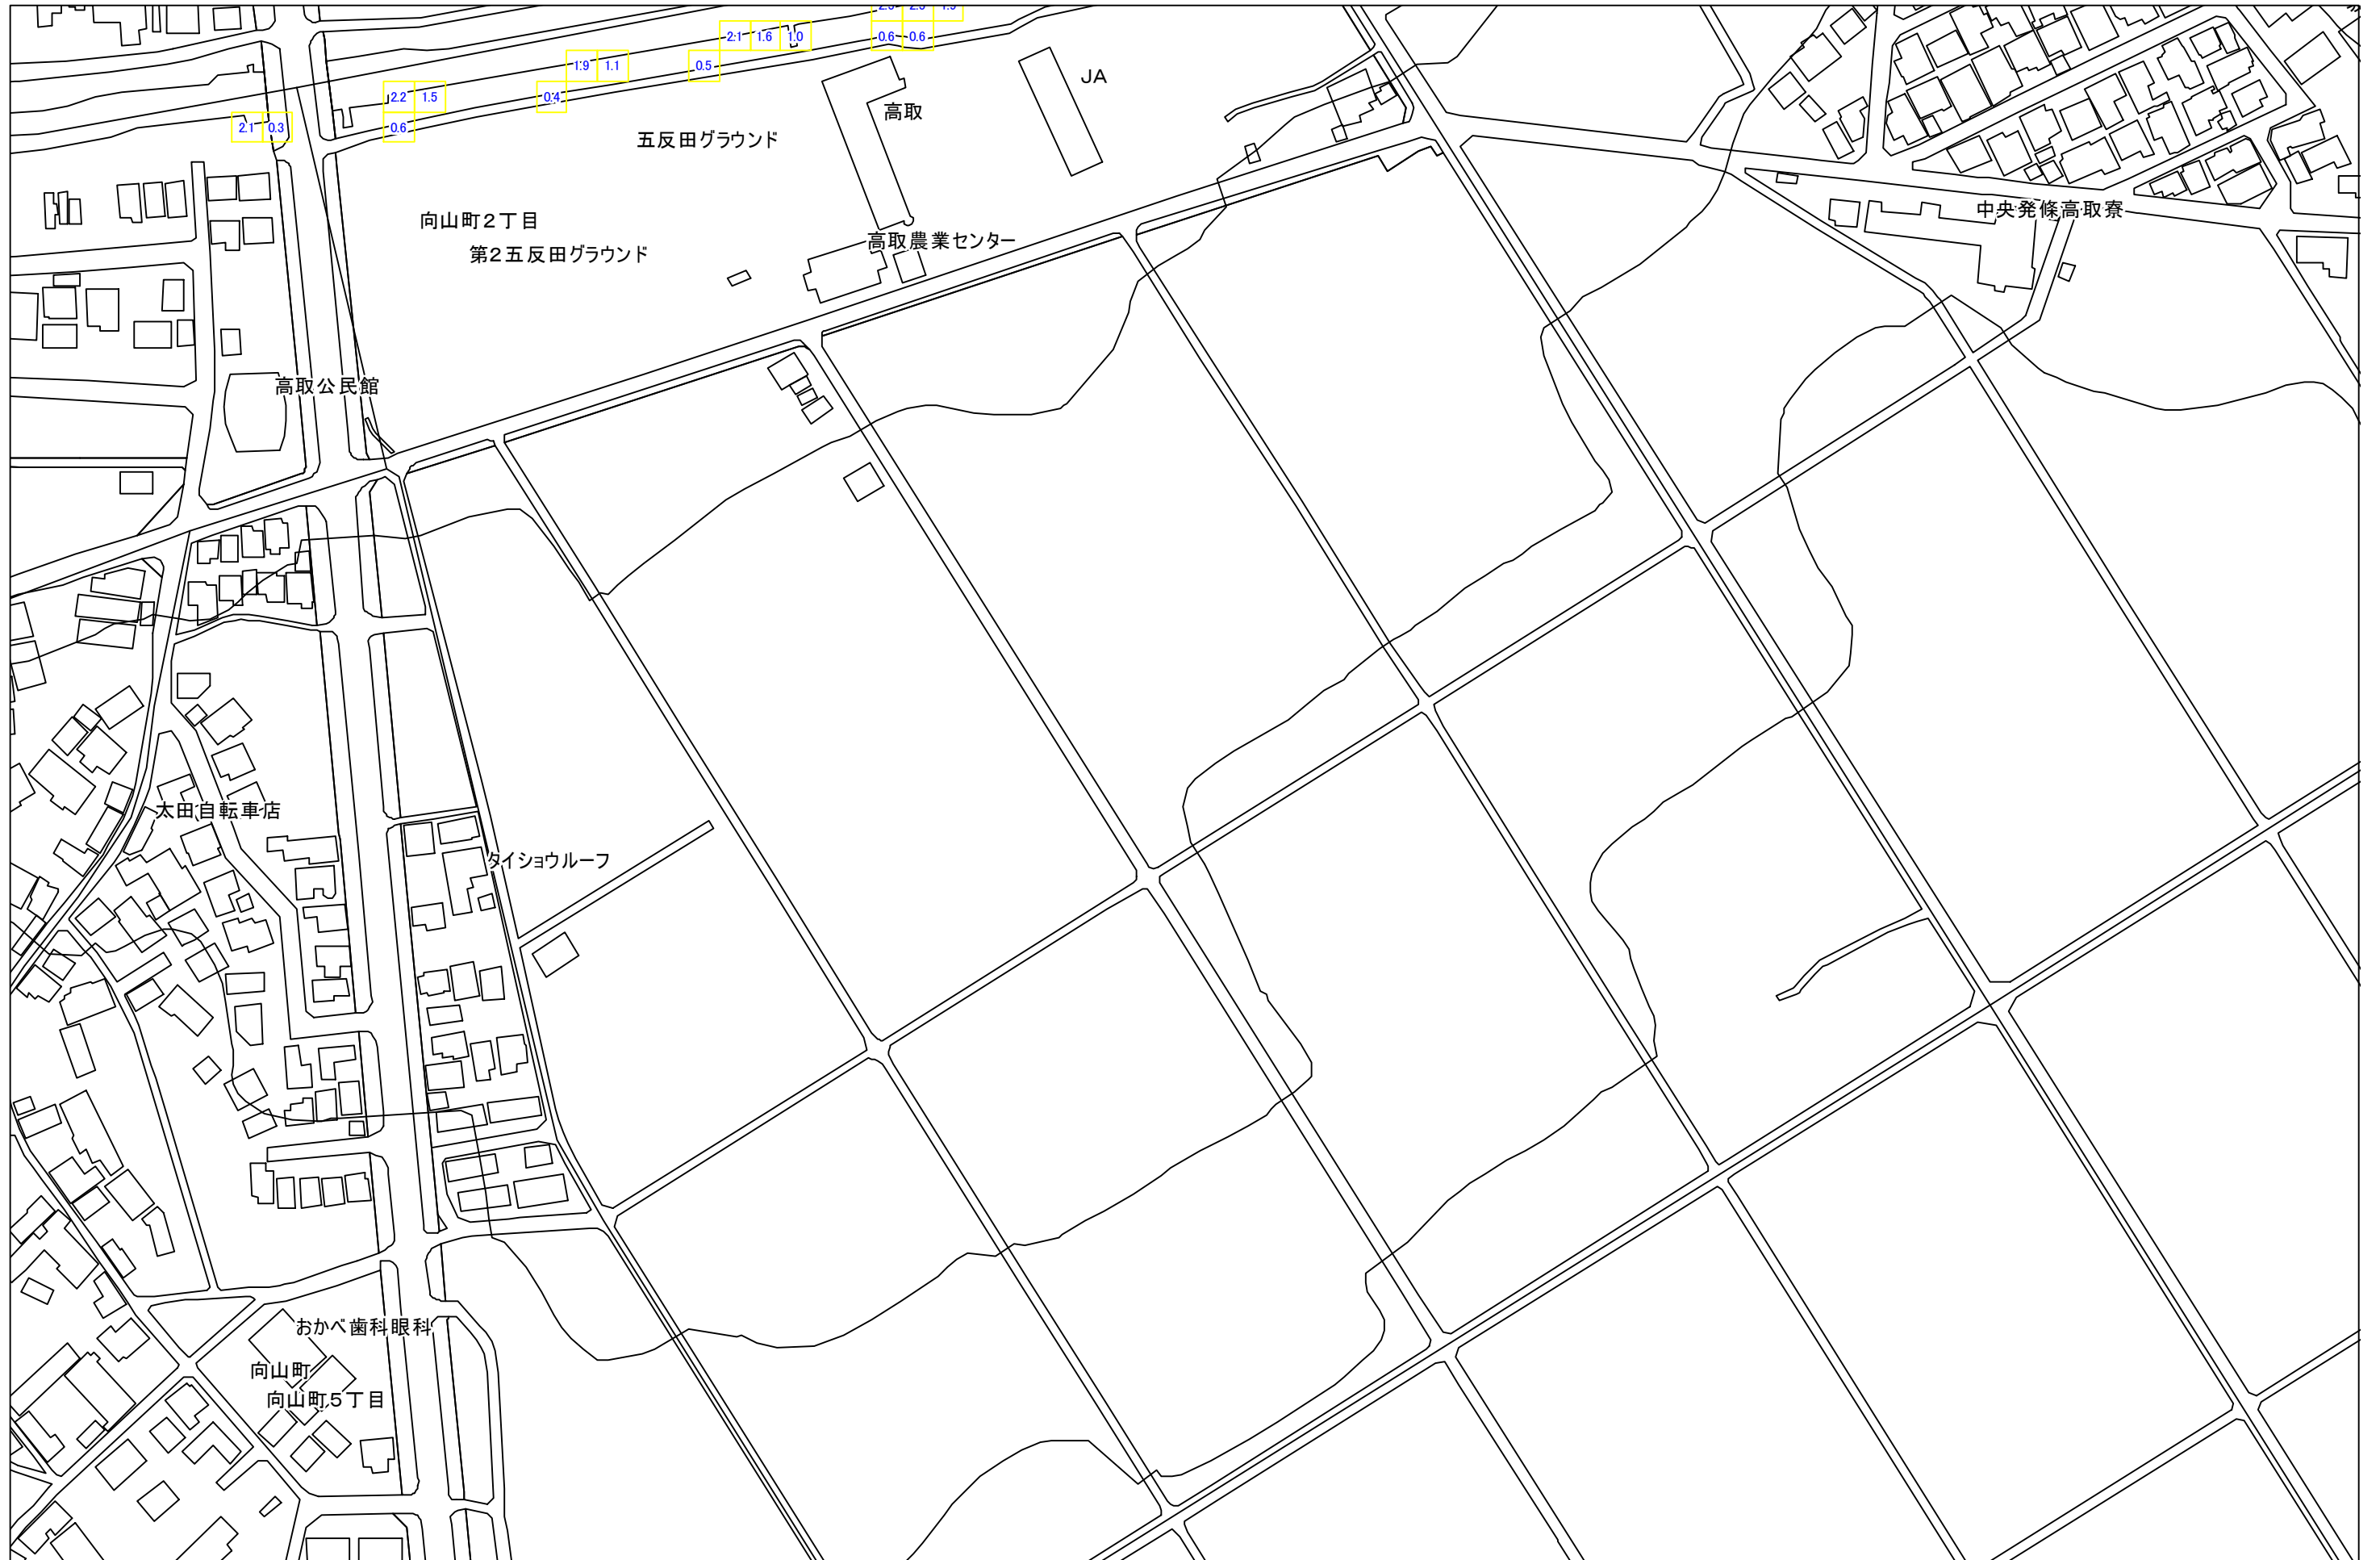 2.1 1.6 1.0
0.6 0.6
1.9 1.1
0.5
JA
2.2 1.5
0.4
高取
2.1 0.3
0.6
五反田グラウンド
中央発條高取寮
向山町2丁目
高取農業センター
第2五反田グラウンド
高取公民館
太田自転車店
タイショウルーフ
おかべ歯科眼科
向山町
向山町5丁目